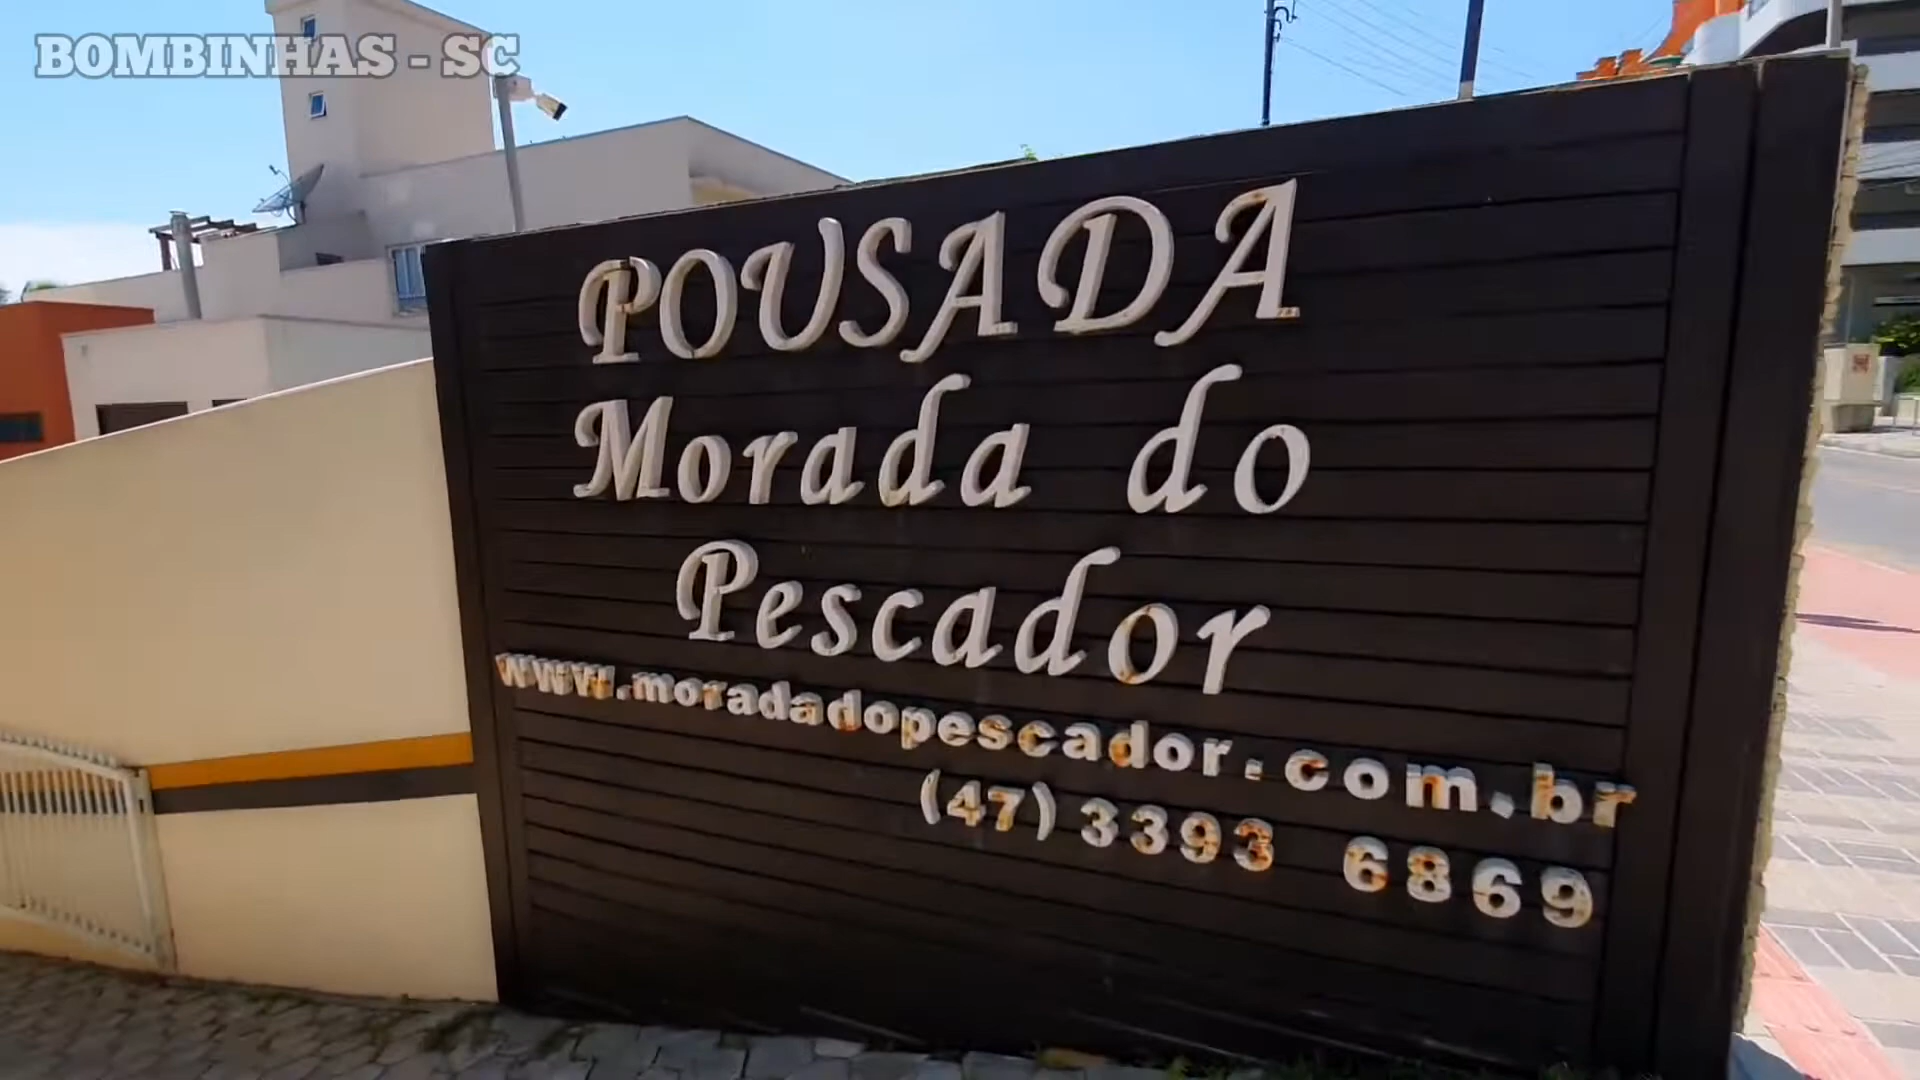 BOMBINHAS - SC
POUSADA
Morada do
Pescador
www.moradadopescador.com.br
(47) 3393 6869